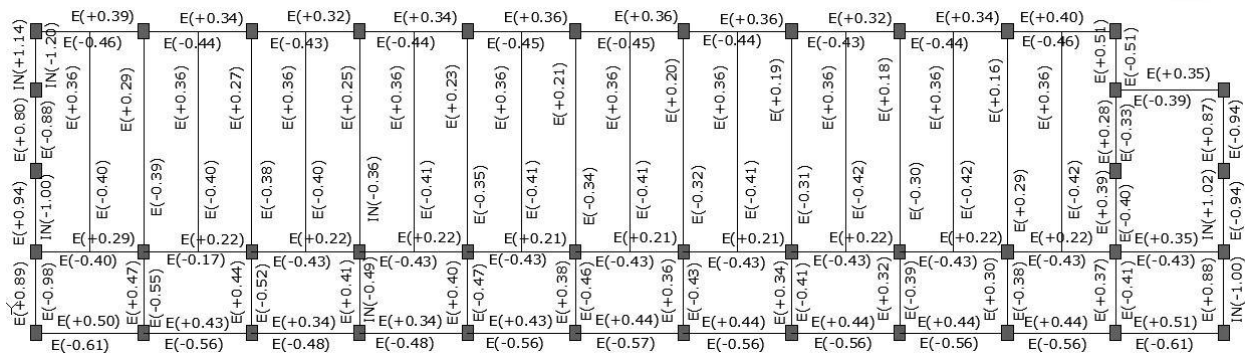 E(+0.39) E(+0.34) E(+0.32) E(+0.34) E(+0.36) E(+0.36) E(+0.36) E(+0.32) E(+0.34) E(+0.40)
E(-0.46) E(-0.44) E(-0.43) E(-0.44) E(-0.45) E(-0.45) E(-0.44) E(-0.43) E(-0.44) E(-0.46)
IN(+1.14) IN(-1.20) E(+0.51) E(-0.51)
E(+0.35)
E(-0.39)
E(+0.36) E(+0.29) E(+0.36) E(+0.27) E(+0.36) E(+0.25) E(+0.36) E(+0.23) E(+0.36) E(+0.21) E(+0.36) E(+0.20) E(+0.36) E(+0.19) E(+0.36) E(+0.18) E(+0.36) E(+0.16) E(+0.36)
E(+0.80) E(-0.88) E(+0.28) E(-0.33) IN(+0.87) E(-0.94)
E(-0.40) E(-0.39) E(-0.40) E(-0.38) E(-0.40) IN(-0.36) E(-0.41) E(-0.35) E(-0.41) E(-0.34) E(-0.41) E(-0.32) E(-0.41) E(-0.31) E(-0.42) E(-0.30) E(-0.42) E(+0.29) E(-0.42)
E(+0.94) IN(-1.00) E(+0.39) E(-0.40) IN(+1.02) E(-0.94)
E(+0.29) E(+0.22) E(+0.22) E(+0.22) E(+0.21) E(+0.21) E(+0.21) E(+0.22) E(+0.22) E(+0.22) E(+0.35)
E(-0.40) E(-0.17) E(-0.43) E(-0.43) E(-0.43) E(-0.43) E(-0.43) E(-0.43) E(-0.43) E(-0.43) E(-0.43)
E(+0.89) E(-0.98) E(+0.47) E(-0.55) E(+0.44) E(-0.52) E(+0.41) IN(-0.49) E(+0.40) E(-0.47) E(+0.38) E(-0.46) E(+0.36) E(-0.43) E(+0.34) E(-0.41) E(+0.32) E(-0.39) E(+0.30) E(-0.38) E(+0.37) E(-0.41) E(+0.88) IN(-1.00)
E(+0.50) E(+0.43) E(+0.34) E(+0.34) E(+0.43) E(+0.44) E(+0.44) E(+0.44) E(+0.44) E(+0.44) E(+0.51)
E(-0.61) E(-0.56) E(-0.48) E(-0.48) E(-0.56) E(-0.57) E(-0.56) E(-0.56) E(-0.56) E(-0.56) E(-0.61)